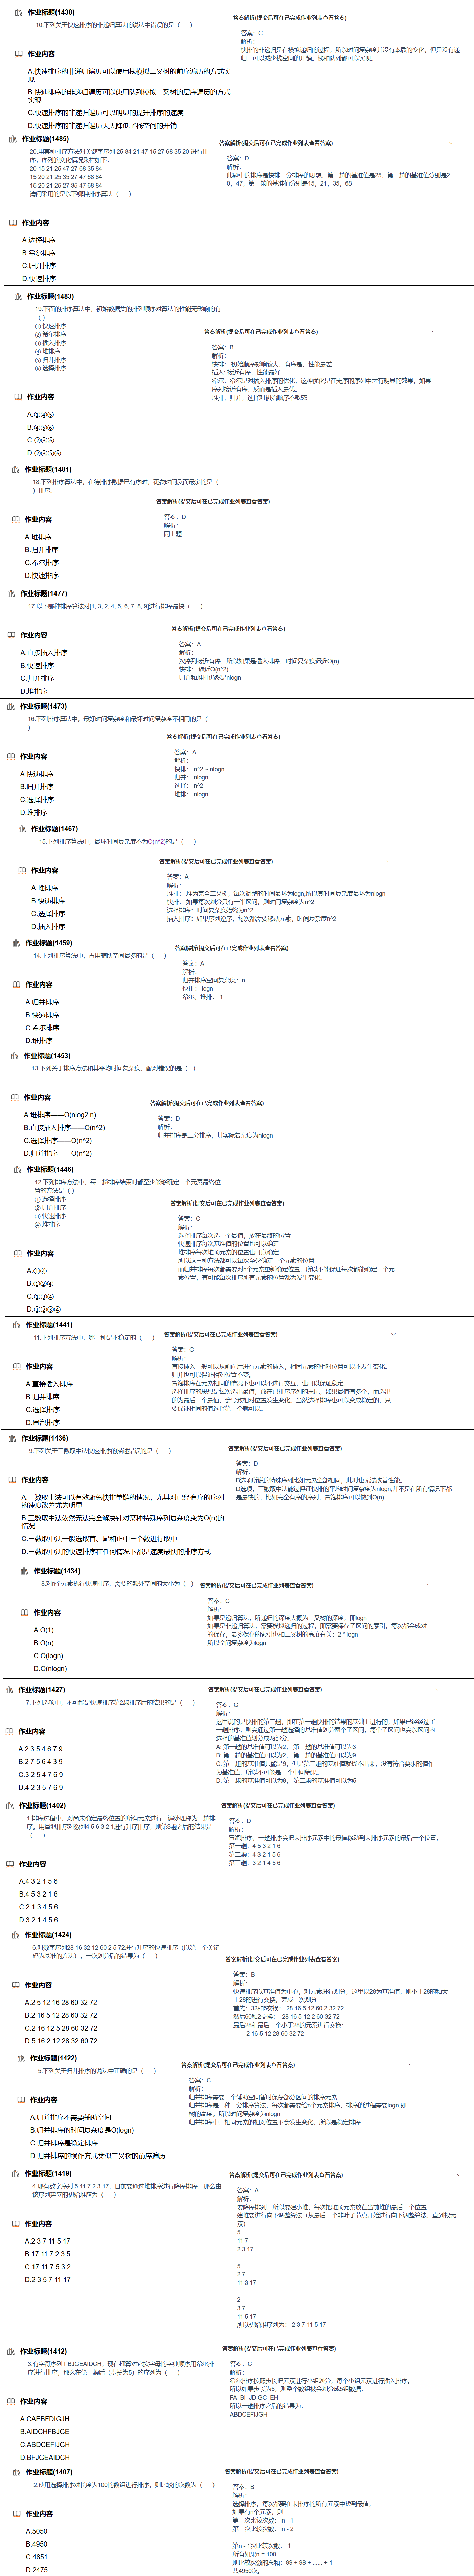 作业标题(1438)
10.下列关于快速排序的非递归算法的说法中错误的是（ ）
作业内容
A.快速排序的非递归遍历可以使用栈模拟二叉树的前序遍历的方式实
现
B.快速排序的非递归遍历可以使用队列模拟二叉树的层序遍历的方式
实现
C.快速排序的非递归遍历可以明显的提升排序的速度
D.快速排序的非递归遍历大大降低了栈空间的开销
答案解析(提交后可在已完成作业列表查看答案)
答案：C
解析：
快排的非递归是在模拟递归的过程，所以时间复杂度并没有本质的变化，但是没有递
归，可以减少栈空间的开销。栈和队列都可以实现。
作业标题(1485)
20.用某种排序方法对关键字序列 25 84 21 47 15 27 68 35 20 进行排
序，序列的变化情况采样如下：
20 15 21 25 47 27 68 35 84
15 20 21 25 35 27 47 68 84
15 20 21 25 27 35 47 68 84
请问采用的是以下哪种排序算法（ ）
作业内容
A.选择排序
B.希尔排序
C.归并排序
D.快速排序
答案解析(提交后可在已完成作业列表查看答案)
答案：D
解析：
此题中的排序是快排二分排序的思想，第一趟的基准值是25，第二趟的基准值分别是2
0，47，第三趟的基准值分别是15，21，35，68
作业标题(1483)
19.下面的排序算法中，初始数据集的排列顺序对算法的性能无影响的有
（ ）
① 快速排序
② 希尔排序
③ 插入排序
④ 堆排序
⑤ 归并排序
⑥ 选择排序
作业内容
A.①④⑤
B.④⑤⑥
C.②③⑥
D.②③⑤⑥
答案解析(提交后可在已完成作业列表查看答案)
答案：B
解析：
快排： 初始顺序影响较大，有序是，性能最差
插入: 接近有序，性能最好
希尔：希尔是对插入排序的优化，这种优化是在无序的序列中才有明显的效果，如果
序列接近有序，反而是插入最优。
堆排，归并，选择对初始顺序不敏感
作业标题(1481)
18.下列排序算法中，在待排序数据已有序时，花费时间反而最多的是（
）排序。
作业内容
A.堆排序
B.归并排序
C.希尔排序
D.快速排序
答案解析(提交后可在已完成作业列表查看答案)
答案：D
解析：
同上题
作业标题(1477)
17.以下哪种排序算法对[1, 3, 2, 4, 5, 6, 7, 8, 9]进行排序最快（ ）
作业内容
A.直接插入排序
B.快速排序
C.归并排序
D.堆排序
答案解析(提交后可在已完成作业列表查看答案)
答案：A
解析：
次序列接近有序，所以如果是插入排序，时间复杂度逼近O(n)
快排： 逼近O(n^2)
归并和堆排仍然是nlogn
作业标题(1473)
16.下列排序算法中，最好时间复杂度和最坏时间复杂度不相同的是（
）
作业内容
A.快速排序
B.归并排序
C.选择排序
D.堆排序
答案解析(提交后可在已完成作业列表查看答案)
答案：A
解析：
快排： n^2 ~ nlogn
归并： nlogn
选择： n^2
堆排： nlogn
作业标题(1467)
15.下列排序算法中，最坏时间复杂度不为O(n^2)的是（ ）
作业内容
A.堆排序
B.快速排序
C.选择排序
D.插入排序
答案解析(提交后可在已完成作业列表查看答案)
答案：A
解析：
堆排： 堆为完全二叉树，每次调整的时间最坏为logn,所以其时间复杂度最坏为nlogn
快排： 如果每次划分只有一半区间，则时间复杂度为n^2
选择排序：时间复杂度始终为n^2
插入排序：如果序列逆序，每次都需要移动元素，时间复杂度n^2
作业标题(1459)
14.下列排序算法中，占用辅助空间最多的是（ ）
作业内容
A.归并排序
B.快速排序
C.希尔排序
D.堆排序
答案解析(提交后可在已完成作业列表查看答案)
答案：A
解析：
归并排序空间复杂度：n
快排： logn
希尔，堆排： 1
作业标题(1453)
13.下列关于排序方法和其平均时间复杂度，配对错误的是（ ）
作业内容
A.堆排序——O(nlog2 n)
B.直接插入排序——O(n^2)
C.选择排序——O(n^2)
D.归并排序——O(n^2)
答案解析(提交后可在已完成作业列表查看答案)
答案：D
解析：
归并排序是二分排序，其实际复杂度为nlogn
作业标题(1446)
12.下列排序方法中，每一趟排序结束时都至少能够确定一个元素最终位
置的方法是（ ）
① 选择排序
② 归并排序
③ 快速排序
④ 堆排序
作业内容
A.①④
B.①②④
C.①③④
D.①②③④
答案解析(提交后可在已完成作业列表查看答案)
答案：C
解析：
选择排序每次选一个最值，放在最终的位置
快速排序每次基准值的位置也可以确定
堆排序每次堆顶元素的位置也可以确定
所以这三种方法都可以每次至少确定一个元素的位置
而归并排序每次都需要对n个元素重新确定位置，所以不能保证每次都能确定一个元
素位置，有可能每次排序所有元素的位置都为发生变化。
作业标题(1441)
11.下列排序方法中，哪一种是不稳定的（ ）
作业内容
A.直接插入排序
B.归并排序
C.选择排序
D.冒泡排序
答案解析(提交后可在已完成作业列表查看答案)
答案：C
解析：
直接插入一般可以从前向后进行元素的插入，相同元素的相对位置可以不发生变化。
归并也可以保证相对位置不变。
冒泡排序在元素相同的情况下也可以不进行交互，也可以保证稳定。
选择排序的思想是每次选出最值，放在已排序序列的末尾，如果最值有多个，而选出
的为最后一个最值，会导致相对位置发生变化。当然选择排序也可以变成稳定的，只
要保证相同的值选择第一个就可以。
作业标题(1436)
9.下列关于三数取中法快速排序的描述错误的是（ ）
作业内容
A.三数取中法可以有效避免快排单链的情况，尤其对已经有序的序列
的速度改善尤为明显
B.三数取中法依然无法完全解决针对某种特殊序列复杂度变为O(n)的
情况
C.三数取中法一般选取首、尾和正中三个数进行取中
D.三数取中法的快速排序在任何情况下都是速度最快的排序方式
答案解析(提交后可在已完成作业列表查看答案)
答案：D
解析：
B选项所说的特殊序列比如元素全部相同，此时也无法改善性能。
D选项，三数取中法能过保证快排的平均时间复杂度为nlogn,并不是在所有情况下都
是最快的，比如完全有序的序列，冒泡排序可以做到O(n)
作业标题(1434)
8.对n个元素执行快速排序，需要的额外空间的大小为（ ）
作业内容
A.O(1)
B.O(n)
C.O(logn)
D.O(nlogn)
答案解析(提交后可在已完成作业列表查看答案)
答案：C
解析：
如果是递归算法，所递归的深度大概为二叉树的深度，即logn
如果是非递归算法，需要模拟递归的过程，即需要保存子区间的索引，每次都会成对
的保存，最多保存的索引也和二叉树的高度有关：2 * logn
所以空间复杂度为logn
作业标题(1427)
7.下列选项中，不可能是快速排序第2趟排序后的结果的是（ ）
作业内容
A.2 3 5 4 6 7 9
B.2 7 5 6 4 3 9
C.3 2 5 4 7 6 9
D.4 2 3 5 7 6 9
答案解析(提交后可在已完成作业列表查看答案)
答案：C
解析：
这里说的是快排的第二趟，即在第一趟快排的结果的基础上进行的，如果已经经过了
一趟排序，则会通过第一趟选择的基准值划分两个子区间，每个子区间也会以区间内
选择的基准值划分成两部分。
A: 第一趟的基准值可以为2， 第二趟的基准值可以为3
B: 第一趟的基准值可以为2， 第二趟的基准值可以为9
C: 第一趟的基准值只能是9，但是第二趟的基准值就找不出来，没有符合要求的值作
为基准值，所以不可能是一个中间结果。
D: 第一趟的基准值可以为9， 第二趟的基准值可以为5
作业标题(1402)
1.排序过程中，对尚未确定最终位置的所有元素进行一遍处理称为一趟排
序。用冒泡排序对数列4 5 6 3 2 1进行升序排序，则第3趟之后的结果是
（ ）
作业内容
A.4 3 2 1 5 6
B.4 5 3 2 1 6
C.2 1 3 4 5 6
D.3 2 1 4 5 6
答案解析(提交后可在已完成作业列表查看答案)
答案：D
解析：
冒泡排序，一趟排序会把未排序元素中的最值移动到未排序元素的最后一个位置，
第一趟：4 5 3 2 1 6
第二趟：4 3 2 1 5 6
第三趟：3 2 1 4 5 6
作业标题(1424)
6.对数字序列28 16 32 12 60 2 5 72进行升序的快速排序（以第一个关键
码为基准的方法），一次划分后的结果为（ ）
作业内容
A.2 5 12 16 28 60 32 72
B.2 16 5 12 28 60 32 72
C.2 16 12 5 28 60 32 72
D.5 16 2 12 28 32 60 72
答案解析(提交后可在已完成作业列表查看答案)
答案：B
解析：
快速排序以基准值为中心，对元素进行划分，这里以28为基准值，则小于28的和大
于28的进行交换，完成一次划分
首先：32和5交换： 28 16 5 12 60 2 32 72
然后60和2交换： 28 16 5 12 2 60 32 72
最后28和最后一个小于28的元素进行交换：
2 16 5 12 28 60 32 72
作业标题(1422)
5.下列关于归并排序的说法中正确的是（ ）
作业内容
A.归并排序不需要辅助空间
B.归并排序的时间复杂度是O(logn)
C.归并排序是稳定排序
D.归并排序的操作方式类似二叉树的前序遍历
答案解析(提交后可在已完成作业列表查看答案)
答案：C
解析：
归并排序需要一个辅助空间暂时保存部分区间的排序元素
归并排序是一种二分排序算法，每次都需要给n个元素排序，排序的过程需要logn,即
树的高度，所以时间复杂度为nlogn
归并排序中，相同元素的相对位置不会发生变化，所以是稳定排序
作业标题(1419)
4.现有数字序列 5 11 7 2 3 17，目前要通过堆排序进行降序排序，那么由
该序列建立的初始堆应为（ ）
作业内容
A.2 3 7 11 5 17
B.17 11 7 2 3 5
C.17 11 7 5 3 2
D.2 3 5 7 11 17
答案解析(提交后可在已完成作业列表查看答案)
答案：A
解析：
要降序排列，所以要建小堆，每次把堆顶元素放在当前堆的最后一个位置
建堆要进行向下调整算法（从最后一个非叶子节点开始进行向下调整算法，直到根元
素）
5
11 7
2 3 17
5
2 7
11 3 17
2
3 7
11 5 17
所以初始堆序列为： 2 3 7 11 5 17
作业标题(1412)
3.有字符序列 FBJGEAIDCH，现在打算对它按字母的字典顺序用希尔排
序进行排序，那么在第一趟后（步长为5）的序列为（ ）
作业内容
A.CAEBFDIGJH
B.AIDCHFBJGE
C.ABDCEFIJGH
D.BFJGEAIDCH
答案解析(提交后可在已完成作业列表查看答案)
答案：C
解析：
希尔排序按照步长把元素进行小组划分，每个小组元素进行插入排序。
所以如果步长为5，则整个数组被会划分成5组数据：
FA BI JD GC EH
所以一趟排序之后的结果为：
ABDCEFIJGH
作业标题(1407)
2.使用选择排序对长度为100的数组进行排序，则比较的次数为（ ）
作业内容
A.5050
B.4950
C.4851
D.2475
答案解析(提交后可在已完成作业列表查看答案)
答案：B
解析：
选择排序，每次都要在未排序的所有元素中找到最值，
如果有n个元素，则
第一次比较次数： n - 1
第二次比较次数： n - 2
....
第n - 1次比较次数： 1
所有如果n = 100
则比较次数的总和：99 + 98 + ...... + 1
共4950次。